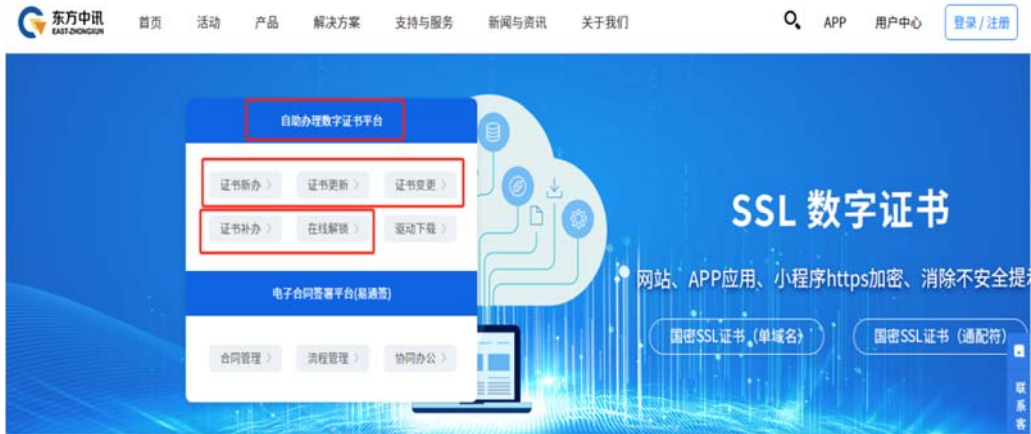 东方中讯
EAST-ZHONGXUN
首页 活动 产品 解决方案 支持与服务 新闻与资讯 关于我们 APP 用户中心 登录 / 注册
自助办理数字证书平台
证书新办 〉 证书更新 〉 证书变更 〉
证书补办 〉 在线解锁 〉 驱动下载 〉
电子合同签署平台(易通签)
合同管理 〉 流程管理 〉 协同办公 〉
SSL 数字证书
网站、APP应用、小程序https加密、消除不安全提示
国密SSL证书（单域名） 国密SSL证书（通配符）
联系客